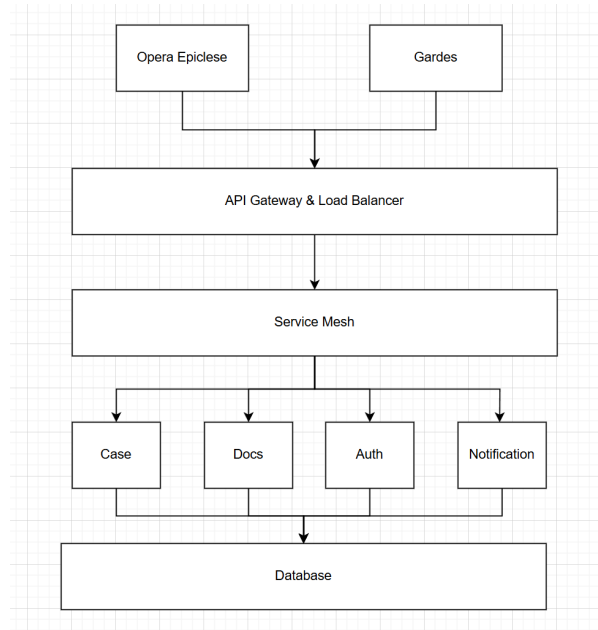 Opera Epiclese
Gardes
API Gateway & Load Balancer
Service Mesh
Case
Docs
Auth
Notification
Database